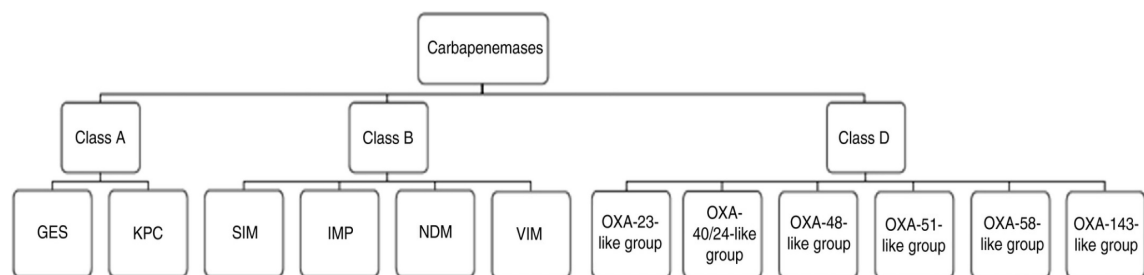 Carbapenemases
Class A
Class B
Class D
GES
KPC
SIM
IMP
NDM
VIM
OXA-23-
like group
OXA-
40/24-like
group
OXA-48-
like group
OXA-51-
like group
OXA-58-
like group
OXA-143-
like group